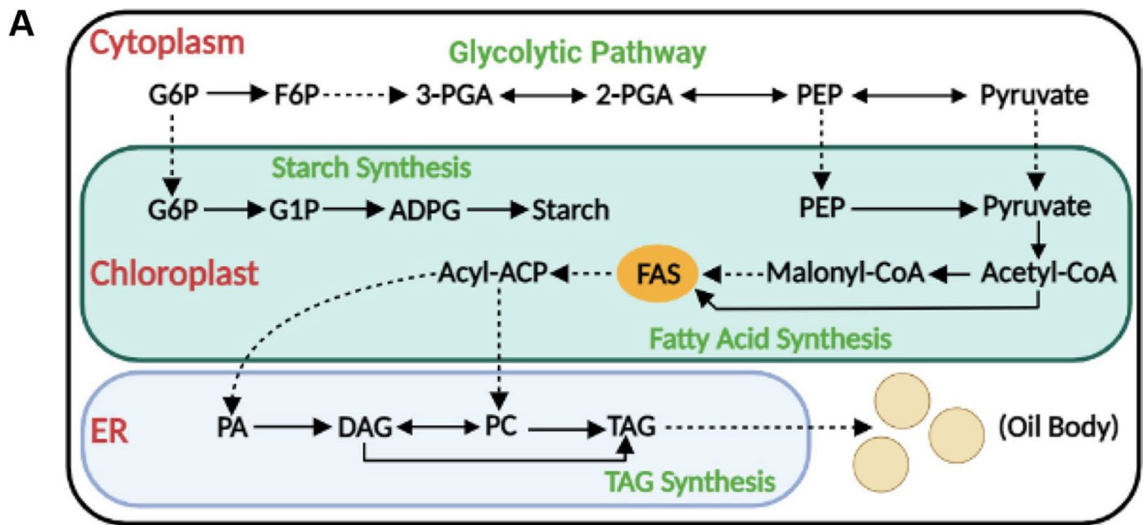 A
Cytoplasm
Glycolytic Pathway
G6P F6P 3-PGA 2-PGA PEP Pyruvate
Starch Synthesis
G6P G1P ADPG Starch PEP Pyruvate
Chloroplast Acyl-ACP FAS Malonyl-CoA Acetyl-CoA
Fatty Acid Synthesis
ER PA DAG PC TAG (Oil Body)
TAG Synthesis